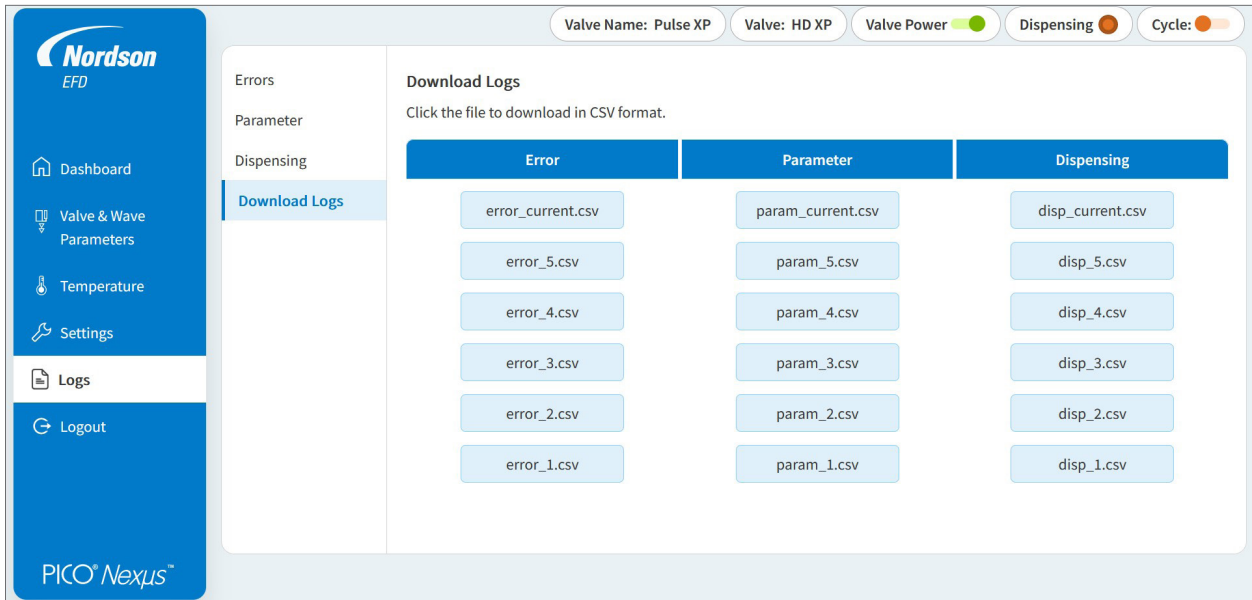 Valve Name: Pulse XP
Valve: HD XP
Valve Power
Dispensing
Cycle:
Nordson
EFD
Dashboard
Valve & Wave
Parameters
Temperature
Settings
Logs
Logout
PICO® Nexµs™
Errors
Parameter
Dispensing
Download Logs
Download Logs
Click the file to download in CSV format.
Error Parameter Dispensing
error_current.csv param_current.csv disp_current.csv
error_5.csv param_5.csv disp_5.csv
error_4.csv param_4.csv disp_4.csv
error_3.csv param_3.csv disp_3.csv
error_2.csv param_2.csv disp_2.csv
error_1.csv param_1.csv disp_1.csv